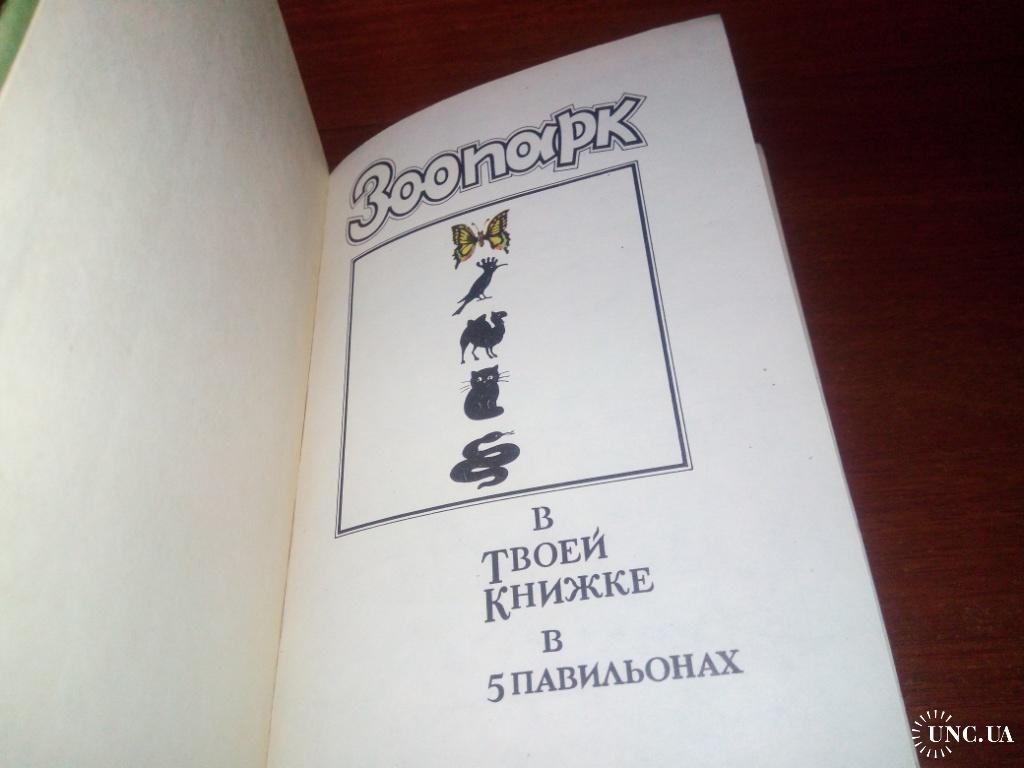 Зоопарк
В
ТВОЕЙ
КНИЖКЕ
В
5 ПАВИЛЬОНАХ
UNC.UA